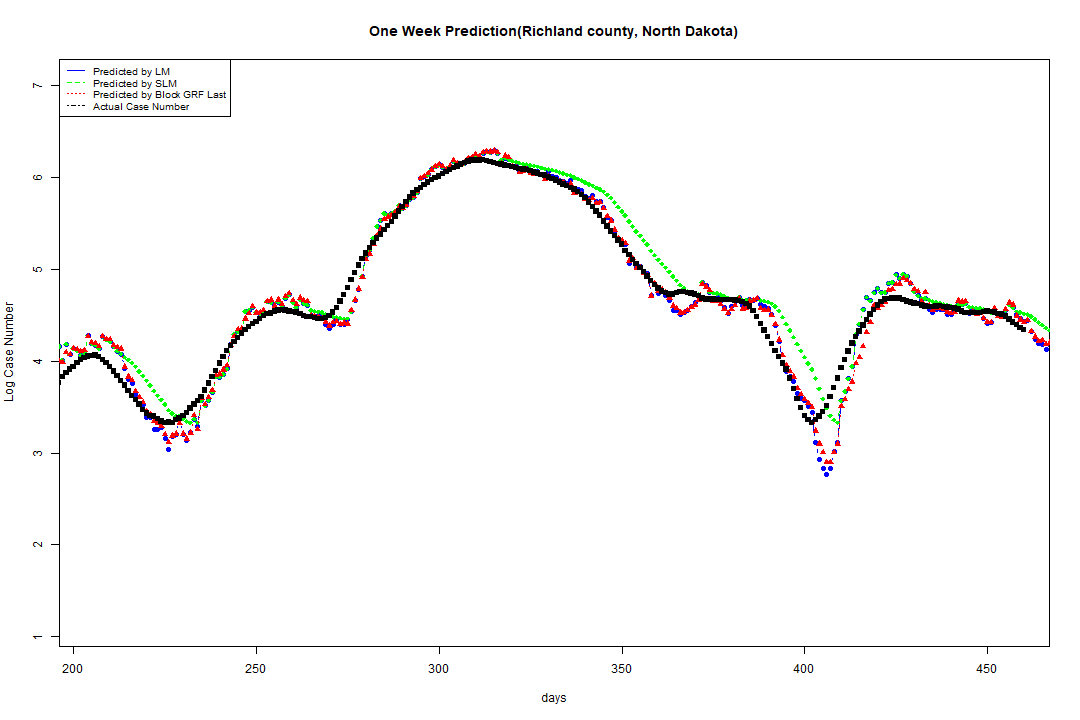 One Week Prediction(Richland county, North Dakota)
Predicted by LM
Predicted by SLM
Predicted by Block GRF Last
Actual Case Number
Log Case Number
7
6
5
4
3
2
1
200 250 300 350 400 450
days